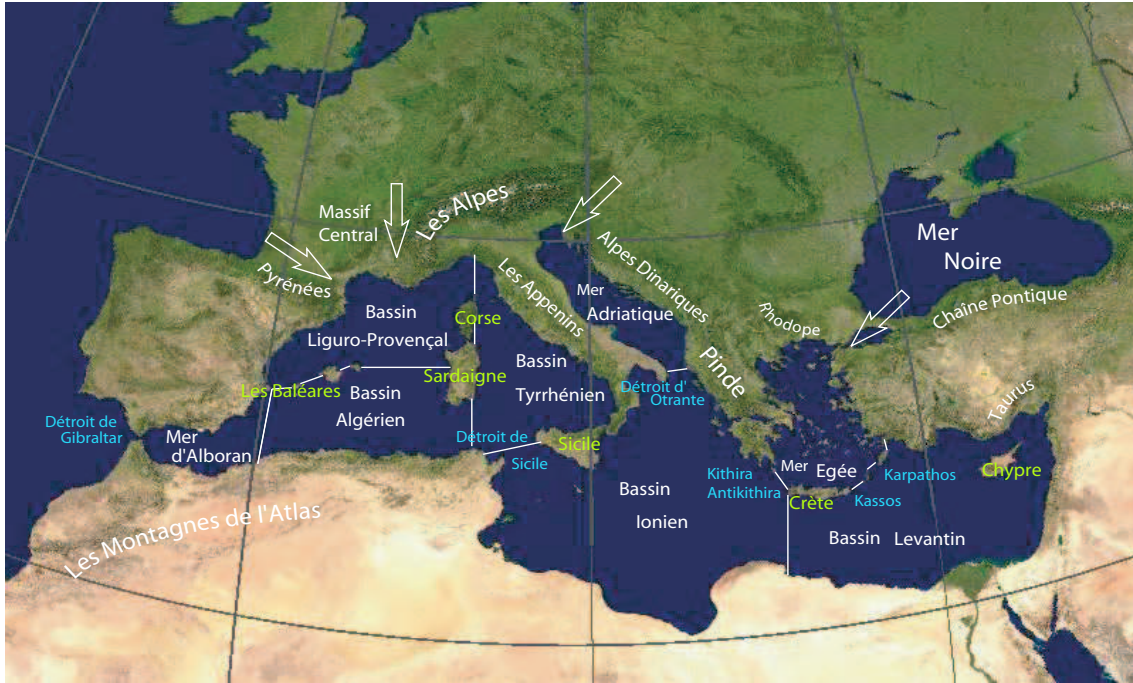 Massif
Central
Les Alpes
Pyrénées
Alpes Dinariques
Les Appenins
Mer
Adriatique
Mer
Noire
Chaîne Pontique
Rhodope
Pinde
Taurus
Bassin
Liguro-Provençal
Corse
Sardaigne
Les Baléares
Bassin
Algérien
Bassin
Tyrrhénien
Détroit d'
Otrante
Détroit de
Gibraltar
Mer
d'Alboran
Détroit de
Sicile
Sicile
Kithira
Antikithira
Mer
Egée
Karpathos
Kassos
Crète
Chypre
Bassin
Ionien
Bassin Levantin
Les Montagnes de l'Atlas